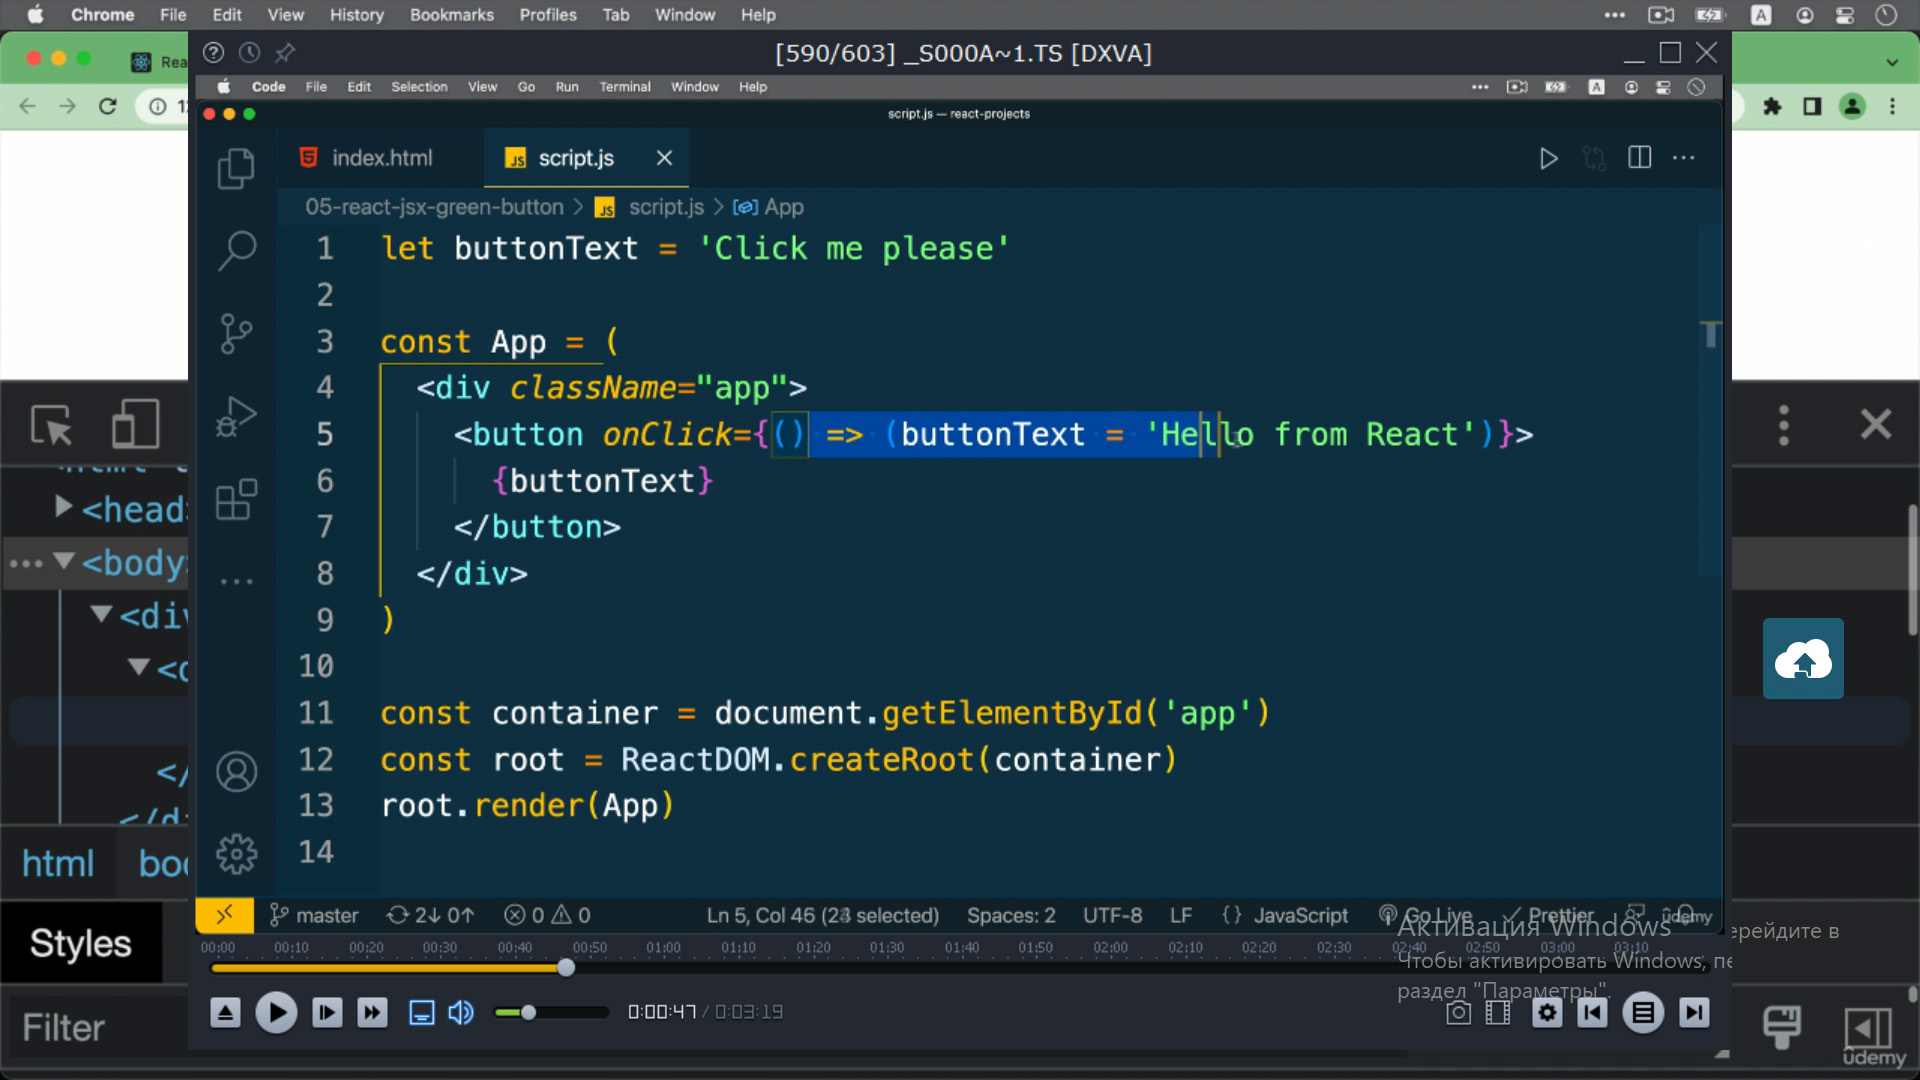 Chrome File Edit View History Bookmarks Profiles Tab Window Help
A
Rea
[590/603] _S000A~1.TS [DXVA]
Code File Edit Selection View Go Run Terminal Window Help
A
script.js — react-projects
index.html
JS script.js
05-react-jsx-green-button > JS script.js > App
1 let buttonText = 'Click me please'
2
3 const App = (
4 <div className="app">
5 <button onClick={() => (buttonText = 'Hello from React')}>
6 {buttonText}
7 </button>
8 </div>
9 )
10
11 const container = document.getElementById('app')
12 const root = ReactDOM.createRoot(container)
13 root.render(App)
14
<head>
<body>
<div
</
html
Styles
Filter
master 2↓ 0↑ 0 0 Ln 5, Col 46 selected) Spaces: 2 UTF-8 LF {} JavaScript Go Live Prettier
ûdemy
00:00 00:10 00:20 00:30 00:40 00:50 01:00 01:10 01:20 01:30 01:40 01:50 02:00 02:10 02:20 02:30 02:40 02:50 03:00 03:10
Активация Windows
Чтобы активировать Windows, перейдите в
раздел "Параметры".
0:00:47 / 0:03:19
ûdemy